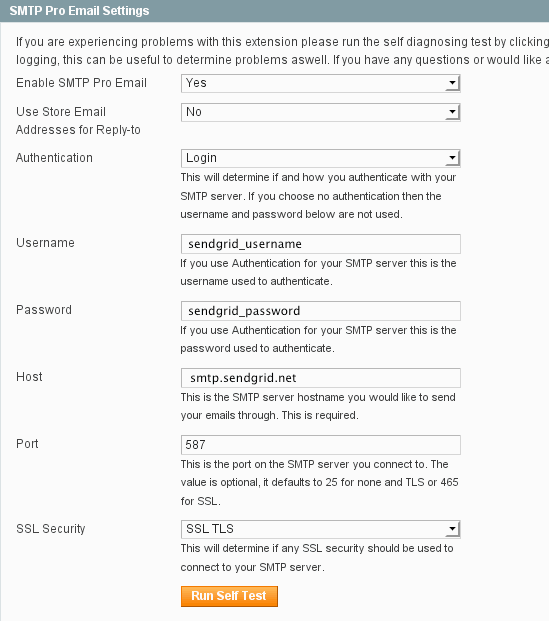 SMTP Pro Email Settings
If you are experiencing problems with this extension please run the self diagnosing test by clicking
logging, this can be useful to determine problems aswell. If you have any questions or would like a
Enable SMTP Pro Email
Yes
Use Store Email
Addresses for Reply-to
No
Authentication
Login
This will determine if and how you authenticate with your
SMTP server. If you choose no authentication then the
username and password below are not used.
Username
sendgrid_username
If you use Authentication for your SMTP server this is the
username used to authenticate.
Password
sendgrid_password
If you use Authentication for your SMTP server this is the
password used to authenticate.
Host
smtp.sendgrid.net
This is the SMTP server hostname you would like to send
your emails through. This is required.
Port
587
This is the port on the SMTP server you connect to. The
value is optional, it defaults to 25 for none and TLS or 465
for SSL.
SSL Security
SSL TLS
This will determine if any SSL security should be used to
connect to your SMTP server.
Run Self Test